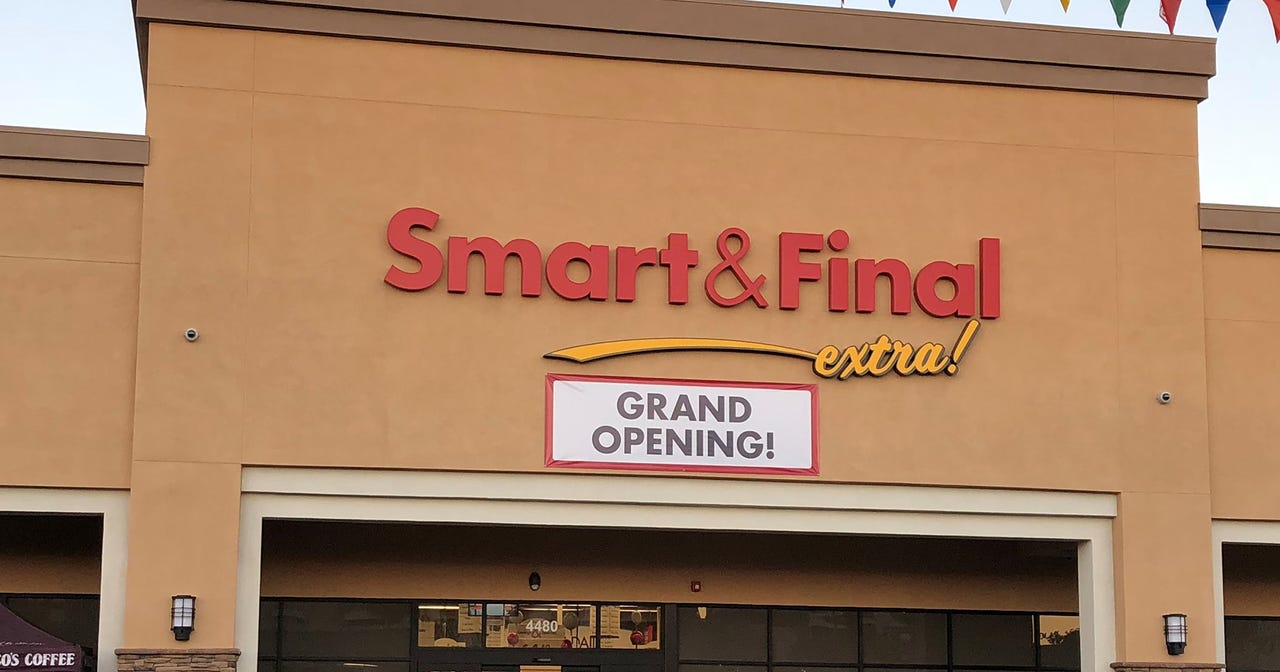 Smart & Final
extra!
GRAND
OPENING!
4480
O'S COFFEE